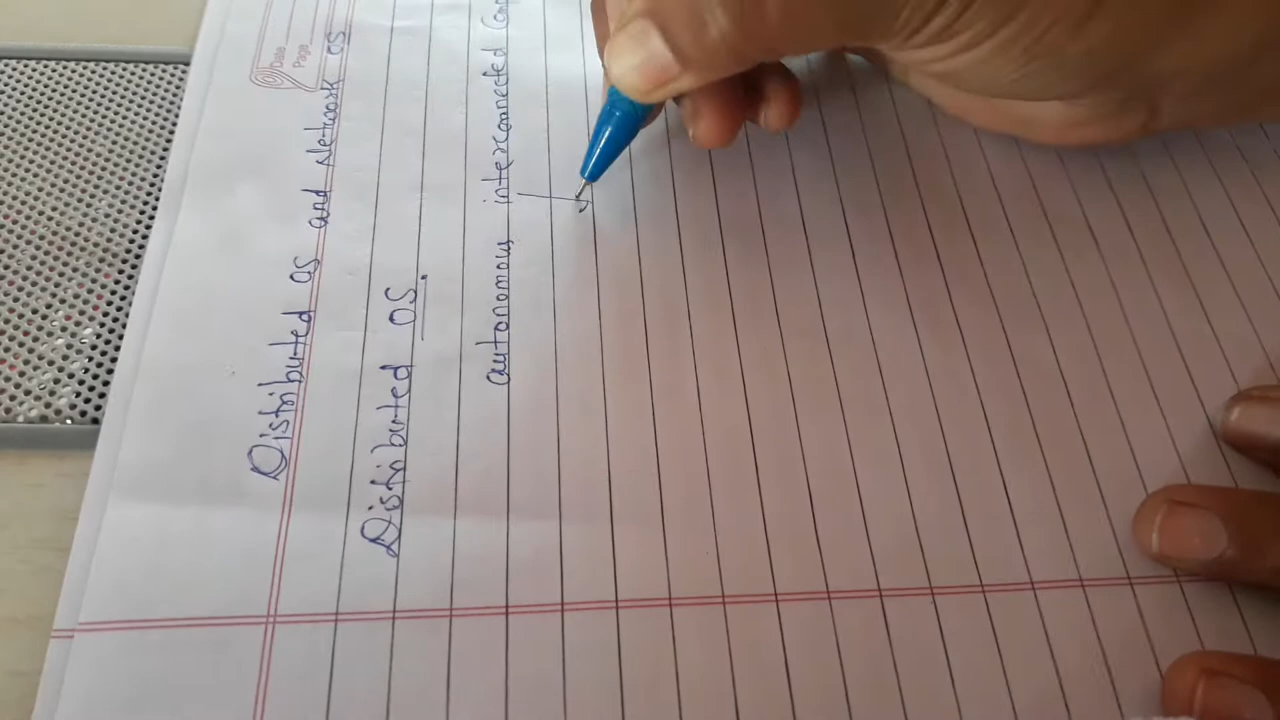 Date
Page
Distributed OS and Network OS
Distributed OS.
autonomous interconnected